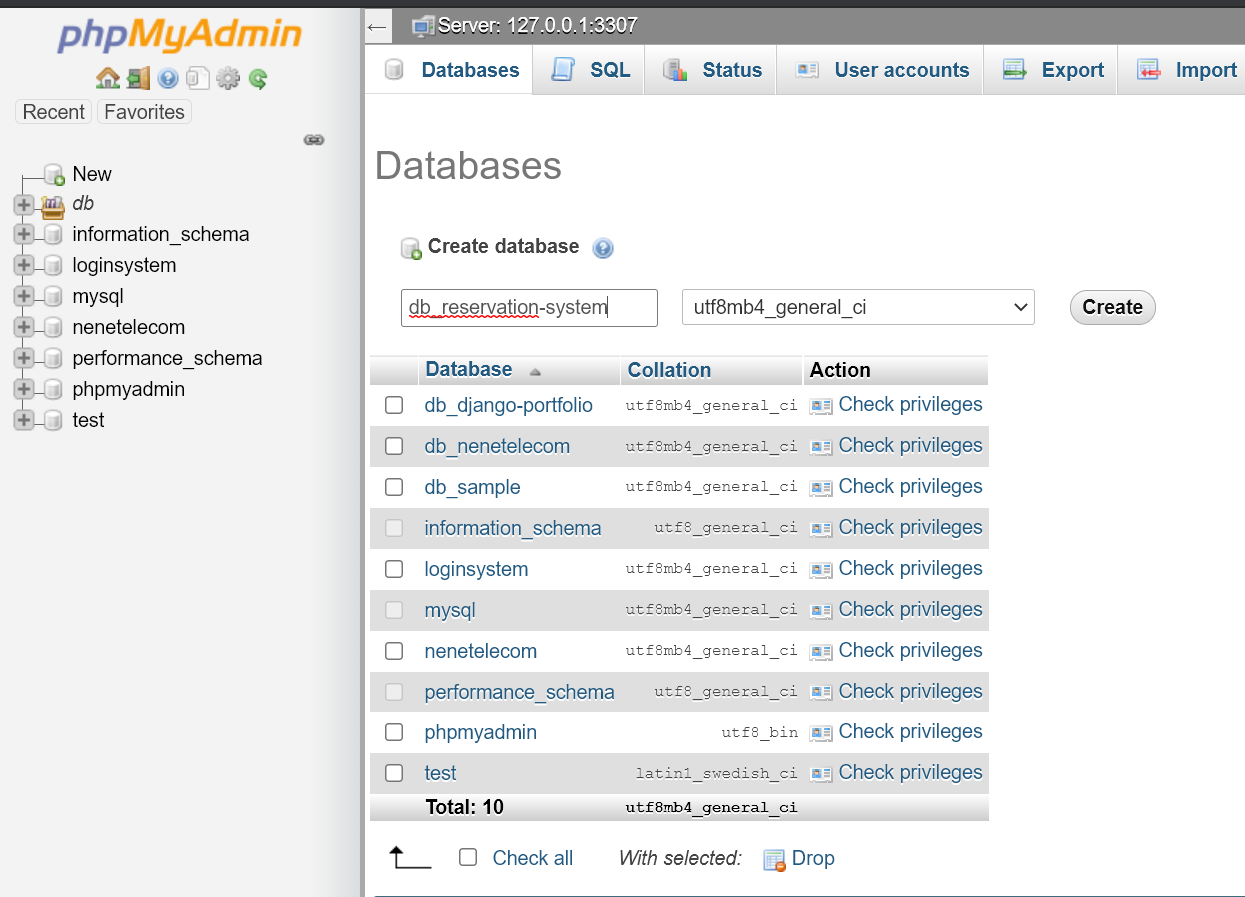 phpMyAdmin
Recent Favorites
New
db
information_schema
loginsystem
mysql
nenetelecom
performance_schema
phpmyadmin
test
Server: 127.0.0.1:3307
Databases SQL Status User accounts Export Import
Databases
Create database
db_reservation-system utf8mb4_general_ci Create
Database Collation Action
db_django-portfolio utf8mb4_general_ci Check privileges
db_nenetelecom utf8mb4_general_ci Check privileges
db_sample utf8mb4_general_ci Check privileges
information_schema utf8_general_ci Check privileges
loginsystem utf8mb4_general_ci Check privileges
mysql utf8mb4_general_ci Check privileges
nenetelecom utf8mb4_general_ci Check privileges
performance_schema utf8_general_ci Check privileges
phpmyadmin utf8_bin Check privileges
test latin1_swedish_ci Check privileges
Total: 10 utf8mb4_general_ci
Check all With selected: Drop